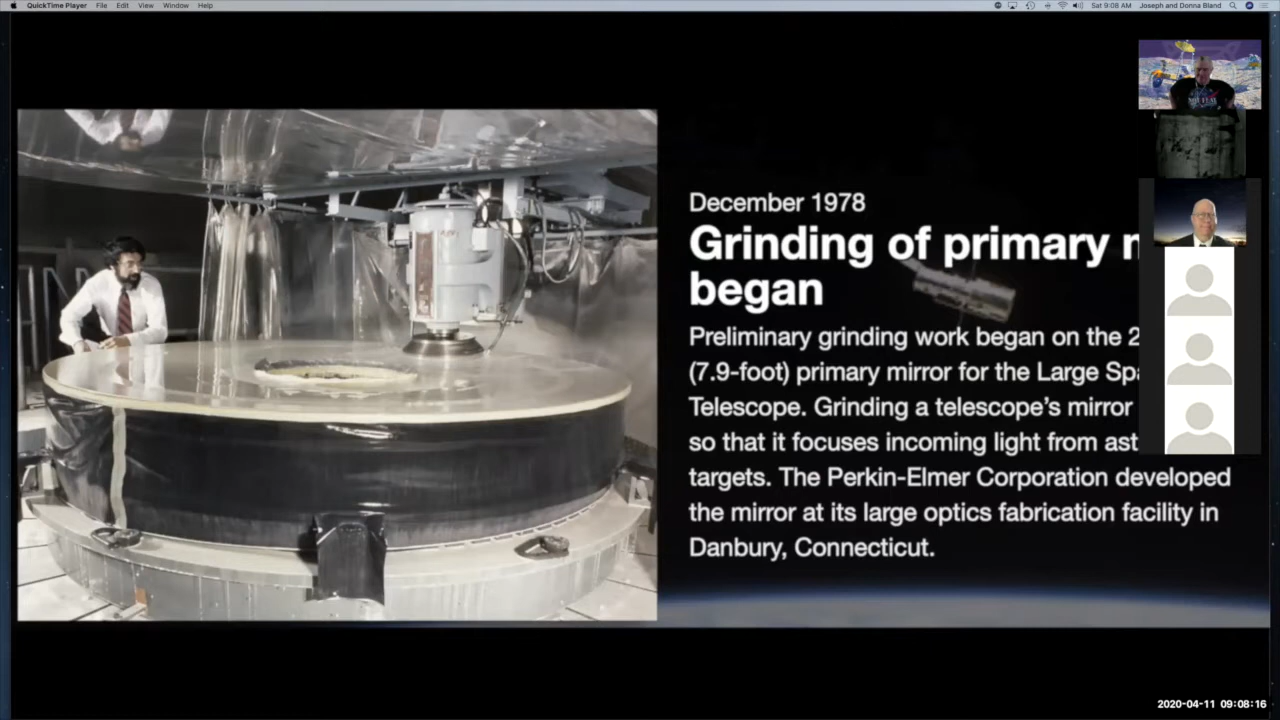 QuickTime Player File Edit View Window Help Sat 9:08 AM Joseph and Donna Bland
December 1978
Grinding of primary
began
Preliminary grinding work began on the 2
(7.9-foot) primary mirror for the Large Spa
Telescope. Grinding a telescope’s mirror
so that it focuses incoming light from ast
targets. The Perkin-Elmer Corporation developed
the mirror at its large optics fabrication facility in
Danbury, Connecticut.
2020-04-11 09:08:16